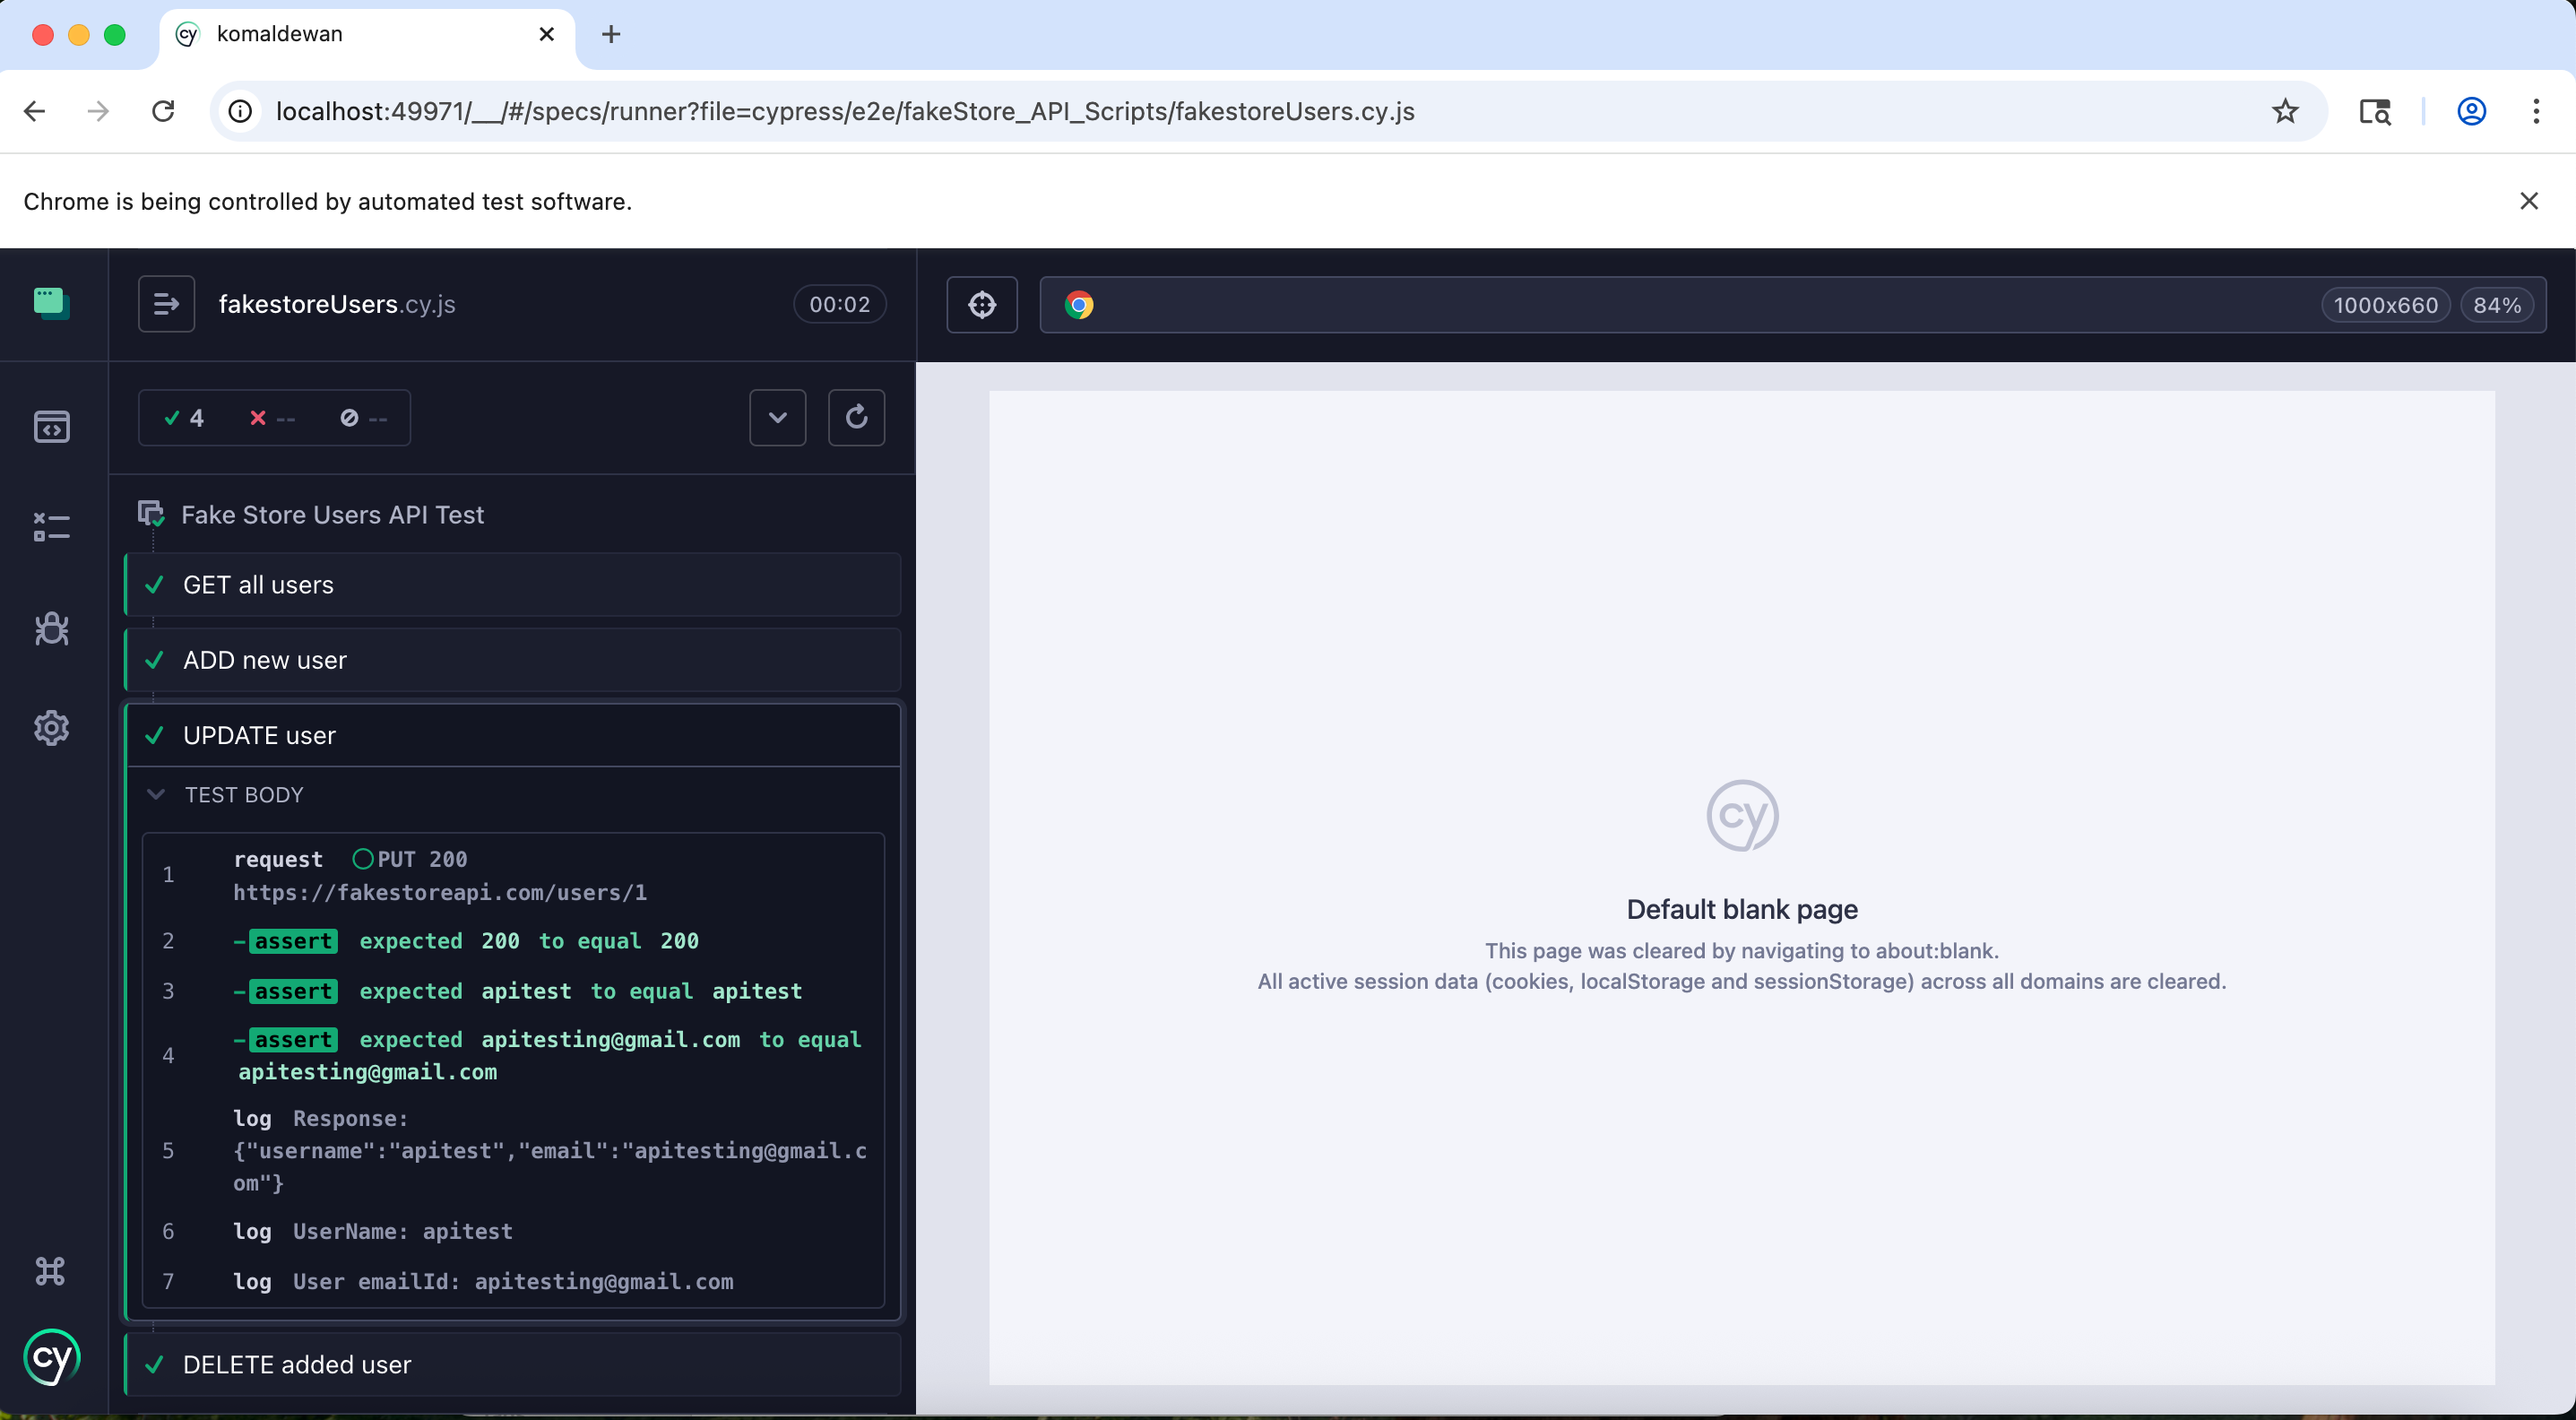 komaldewan
localhost:49971/__/#/specs/runner?file=cypress/e2e/fakeStore_API_Scripts/fakestoreUsers.cy.js
Chrome is being controlled by automated test software.
fakestoreUsers.cy.js
00:02
1000x660
84%
4
--
--
Fake Store Users API Test
GET all users
ADD new user
UPDATE user
TEST BODY
1
request PUT 200
https://fakestoreapi.com/users/1
2 -assert expected 200 to equal 200
3 -assert expected apitest to equal apitest
4
-assert expected apitesting@gmail.com to equal
apitesting@gmail.com
5
log Response:
{"username":"apitest","email":"apitesting@gmail.c
om"}
6 log UserName: apitest
7 log User emailId: apitesting@gmail.com
DELETE added user
cy
cy
Default blank page
This page was cleared by navigating to about:blank.
All active session data (cookies, localStorage and sessionStorage) across all domains are cleared.